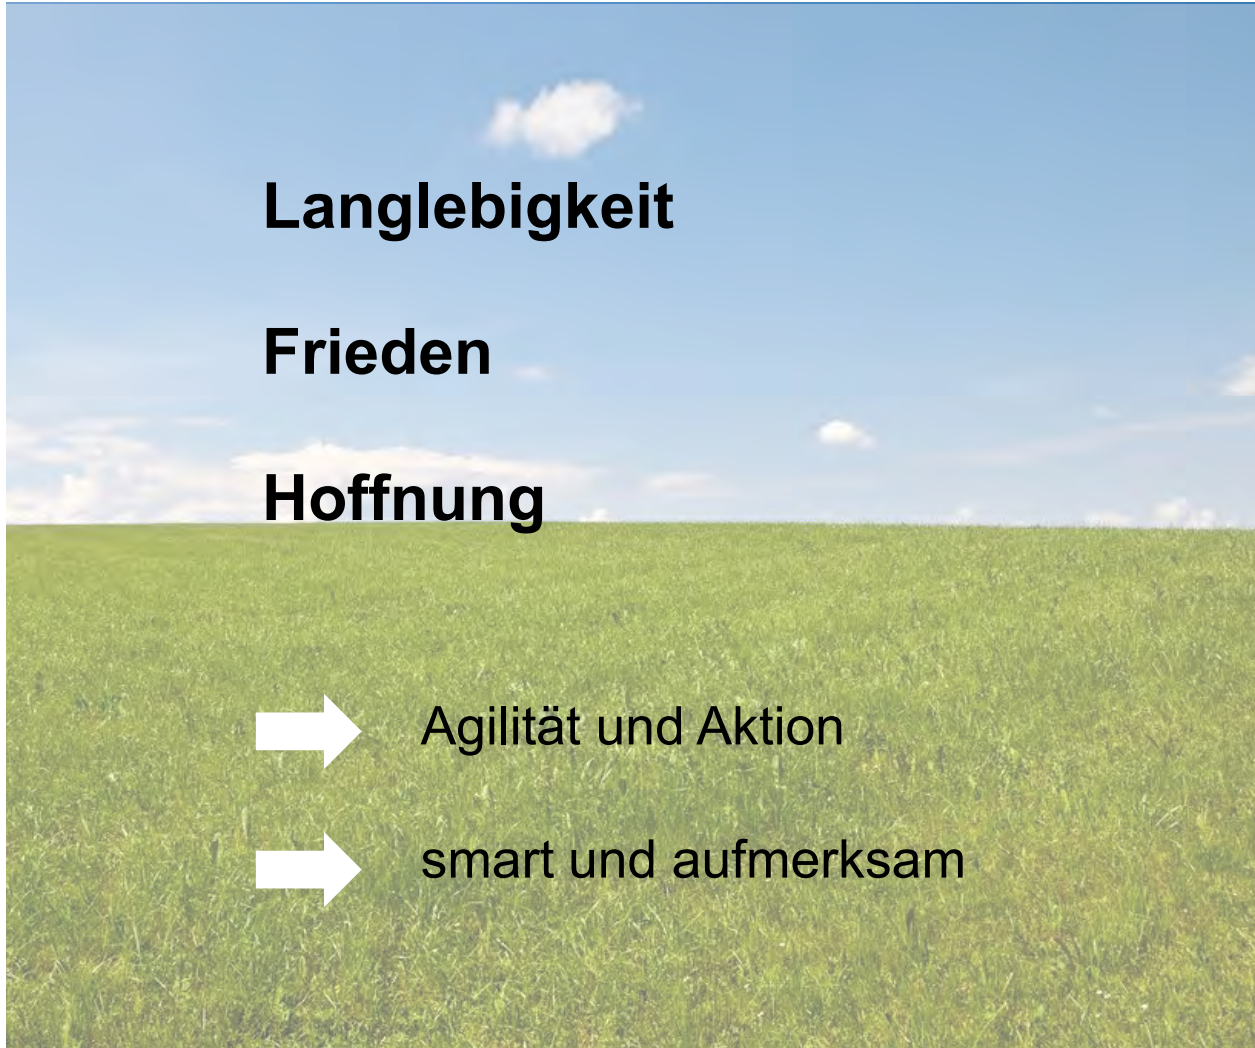 Langlebigkeit
Frieden
Hoffnung
Agilität und Aktion
smart und aufmerksam